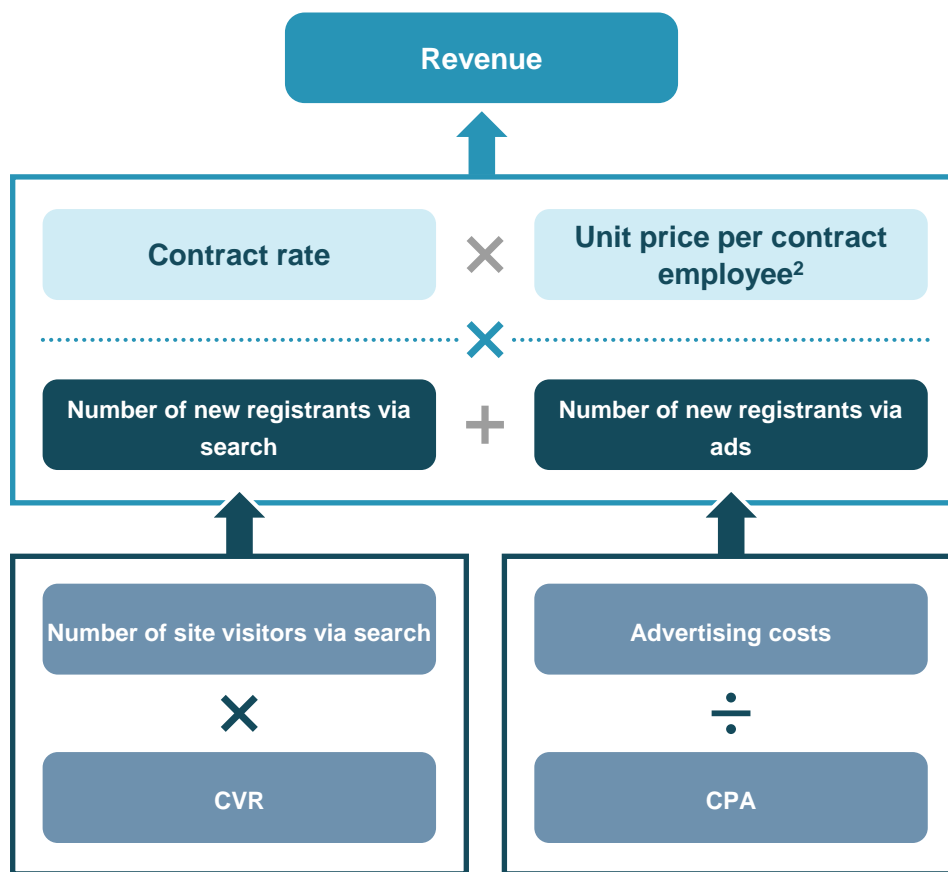 Revenue
Contract rate
×
Unit price per contract
employee²
×
Number of new registrants via
search
+
Number of new registrants via
ads
Number of site visitors via search
×
CVR
Advertising costs
÷
CPA